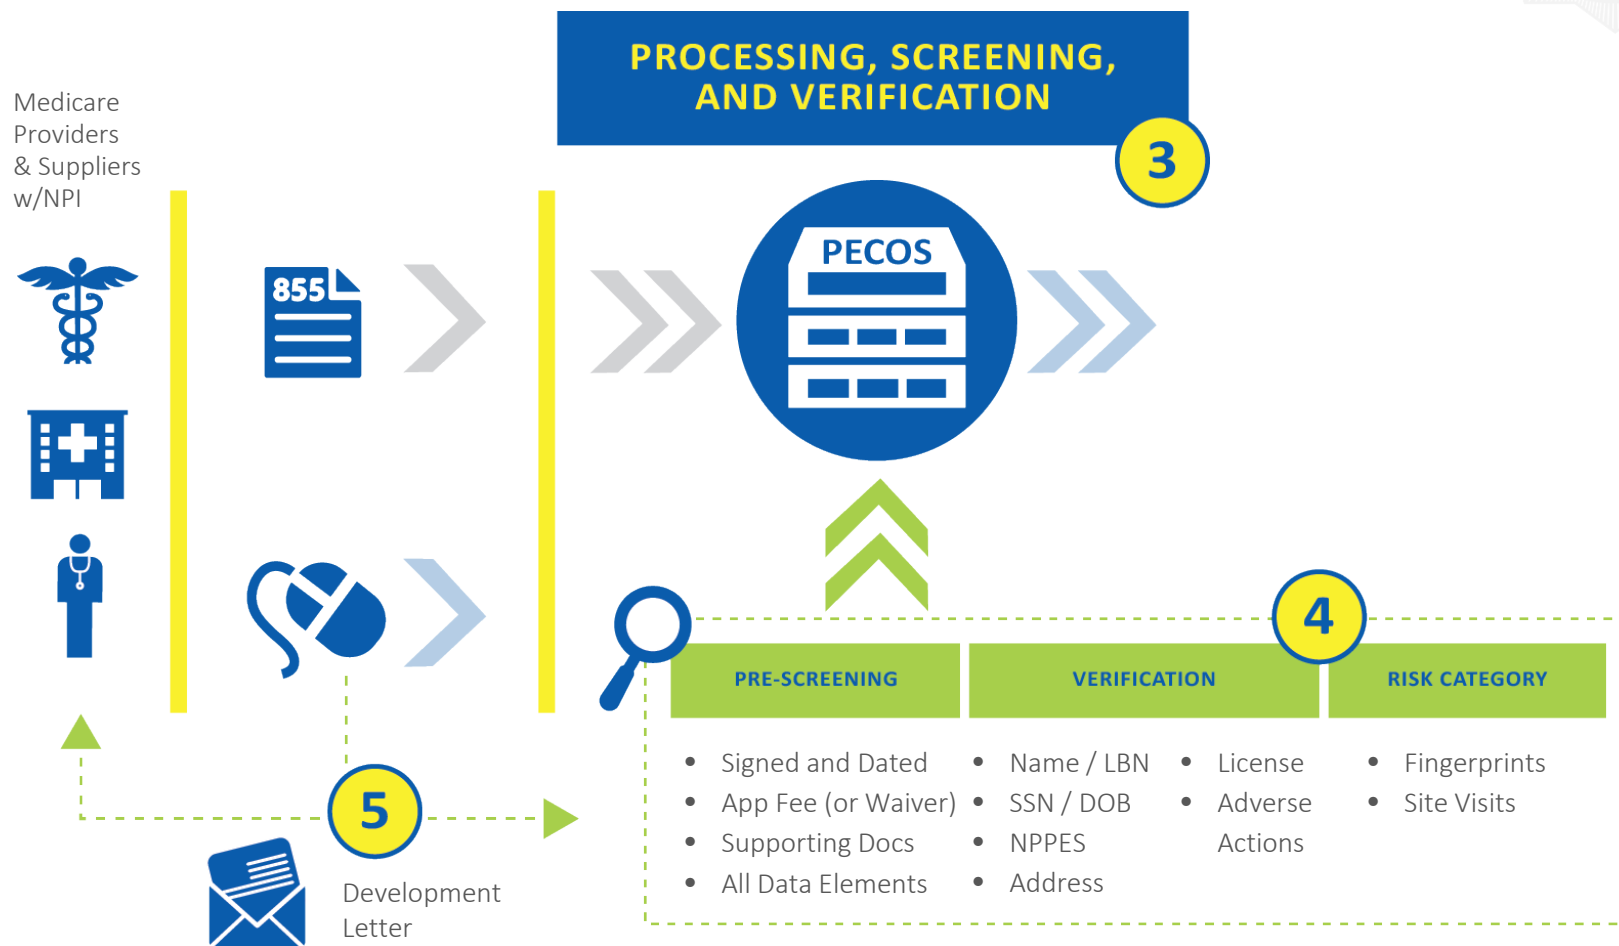 PROCESSING, SCREENING,
AND VERIFICATION
3
Medicare
Providers
& Suppliers
w/NPI
855
PECOS
4
PRE-SCREENING
VERIFICATION
RISK CATEGORY
• Signed and Dated
• App Fee (or Waiver)
• Supporting Docs
• All Data Elements
• Name / LBN
• SSN / DOB
• NPPES
• Address
• License
• Adverse
Actions
• Fingerprints
• Site Visits
5
Development
Letter